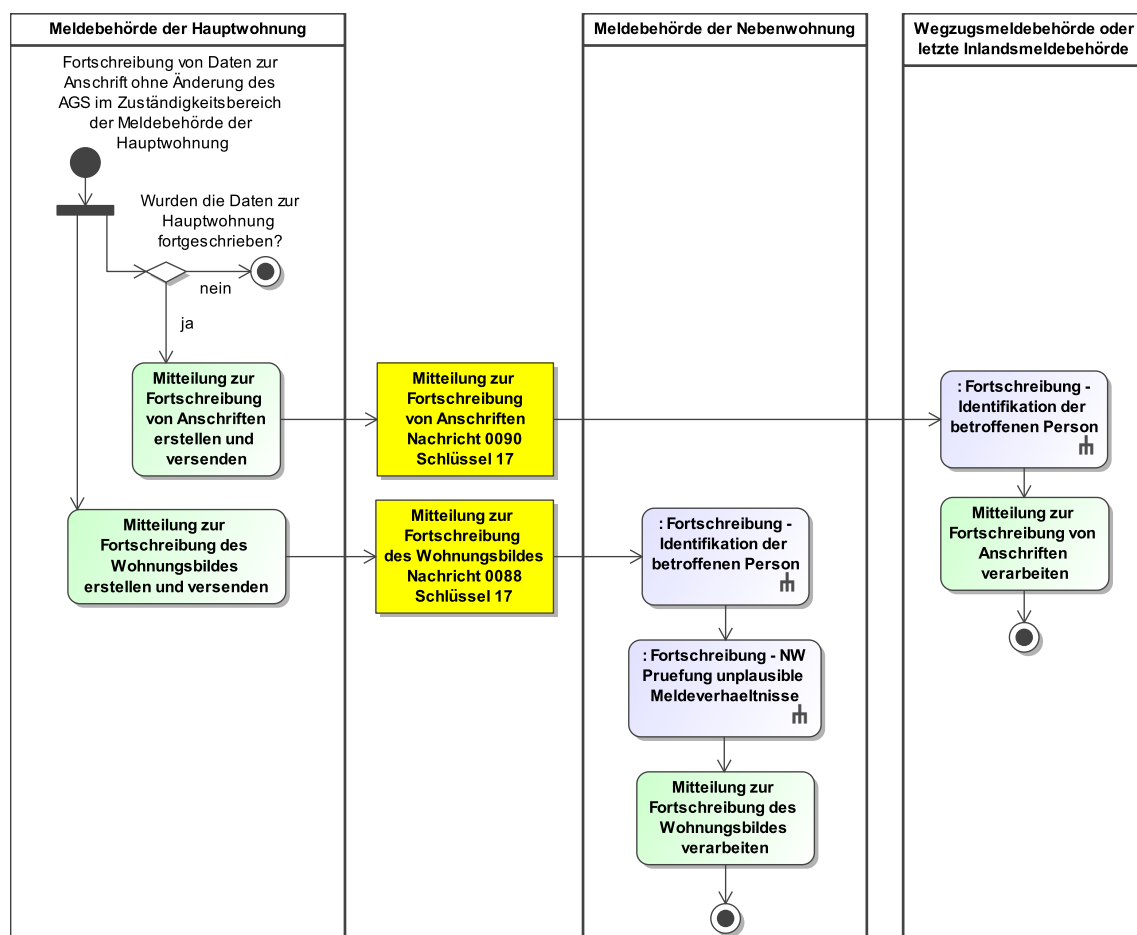 Meldebehörde der Hauptwohnung
Meldebehörde der Nebenwohnung
Wegzugsmeldebehörde oder
letzte Inlandsmeldebehörde
Fortschreibung von Daten zur
Anschrift ohne Änderung des
AGS im Zuständigkeitsbereich
der Meldebehörde der
Hauptwohnung
Wurden die Daten zur
Hauptwohnung
fortgeschrieben?
nein
ja
Mitteilung zur
Fortschreibung
von Anschriften
erstellen und
versenden
Mitteilung zur
Fortschreibung
von Anschriften
Nachricht 0090
Schlüssel 17
: Fortschreibung -
Identifikation der
betroffenen Person
Mitteilung zur
Fortschreibung von
Anschriften
verarbeiten
Mitteilung zur
Fortschreibung des
Wohnungsbildes
erstellen und versenden
Mitteilung zur
Fortschreibung
des Wohnungsbildes
Nachricht 0088
Schlüssel 17
: Fortschreibung -
Identifikation der
betroffenen Person
: Fortschreibung - NW
Pruefung unplausible
Meldeverhaeltnisse
Mitteilung zur
Fortschreibung des
Wohnungsbildes
verarbeiten